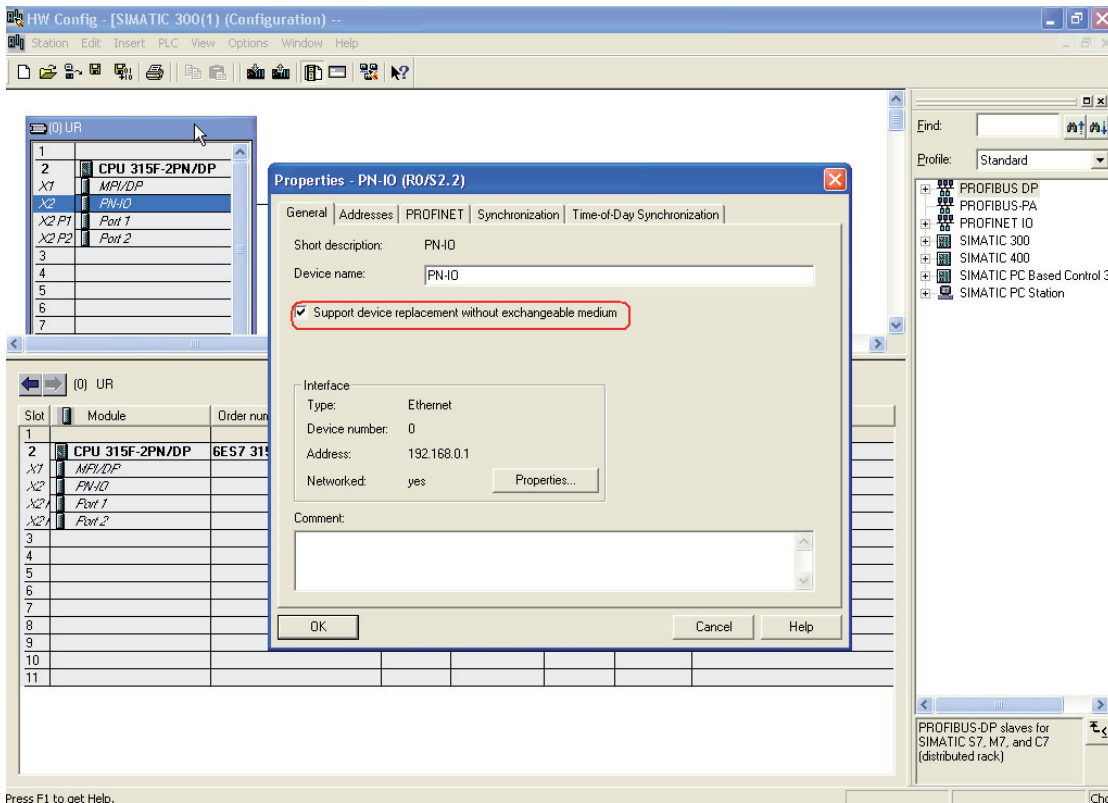 HW Config - [SIMATIC 300(1) (Configuration) --
Station Edit Insert PLC View Options Window Help
(0) UR
1
2 CPU 315F-2PN/DP
X1 MPI/DP
X2 PN-IO
X2 P1 Port 1
X2 P2 Port 2
3
4
5
6
7
Properties - PN-IO (R0/S2.2)
General Addresses PROFINET Synchronization Time-of-Day Synchronization
Short description: PN-IO
Device name: PN-IO
Support device replacement without exchangeable medium
Interface
Type: Ethernet
Device number: 0
Address: 192.168.0.1
Networked: yes Properties...
Comment:
OK Cancel Help
Find:
Profile: Standard
PROFIBUS DP
PROFIBUS-PA
PROFINET IO
SIMATIC 300
SIMATIC 400
SIMATIC PC Based Control 3
SIMATIC PC Station
(0) UR
Slot Module Order num
1
2 CPU 315F-2PN/DP 6ES7 315
X1 MPI/DP
X2 PN-IO
X2 Port 1
X2 Port 2
3
4
5
6
7
8
9
10
11
PROFIBUS-DP slaves for
SIMATIC S7, M7, and C7
(distributed rack)
Press F1 to get Help.
Chg